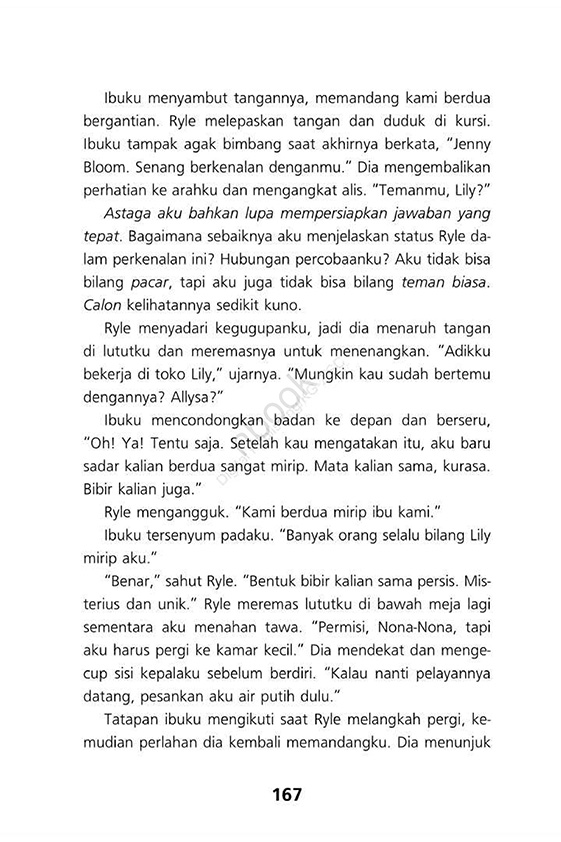 Ibuku menyambut tangannya, memandang kami berdua
bergantian. Ryle melepaskan tangan dan duduk di kursi.
Ibuku tampak agak bimbang saat akhirnya berkata, “Jenny
Bloom. Senang berkenalan denganmu.” Dia mengembalikan
perhatian ke arahku dan mengangkat alis. “Temanmu, Lily?”
Astaga aku bahkan lupa mempersiapkan jawaban yang
tepat. Bagaimana sebaiknya aku menjelaskan status Ryle da-
lam perkenalan ini? Hubungan percobaanku? Aku tidak bisa
bilang pacar, tapi aku juga tidak bisa bilang teman biasa.
Calon kelihatannya sedikit kuno.
Ryle menyadari kegugupanku, jadi dia menaruh tangan
di lututku dan meremasnya untuk menenangkan. “Adikku
bekerja di toko Lily,” ujarnya. “Mungkin kau sudah bertemu
dengannya? Allysa?”
Ibuku mencondongkan badan ke depan dan berseru,
“Oh! Ya! Tentu saja. Setelah kau mengatakan itu, aku baru
sadar kalian berdua sangat mirip. Mata kalian sama, kurasa.
Bibir kalian juga.”
Ryle mengangguk. “Kami berdua mirip ibu kami.”
Ibuku tersenyum padaku. “Banyak orang selalu bilang Lily
mirip aku.”
“Benar,” sahut Ryle. “Bentuk bibir kalian sama persis. Mis-
terius dan unik.” Ryle meremas lututku di bawah meja lagi
sementara aku menahan tawa. “Permisi, Nona-Nona, tapi
aku harus pergi ke kamar kecil.” Dia mendekat dan menge-
cup sisi kepalaku sebelum berdiri. “Kalau nanti pelayannya
datang, pesankan aku air putih dulu.”
Tatapan ibuku mengikuti saat Ryle melangkah pergi, ke-
mudian perlahan dia kembali memandangku. Dia menunjuk
167